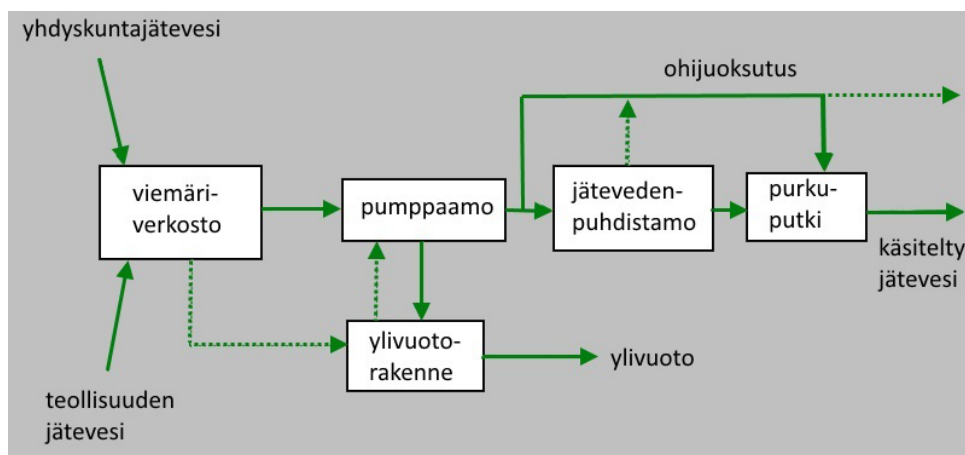 yhdyskuntajätevesi
ohijuoksutus
viemäri-
verkosto
pumppaamo
jäteveden-
puhdistamo
purku-
putki
käsitelty
jätevesi
ylivuoto-
rakenne
ylivuoto
teollisuuden
jätevesi